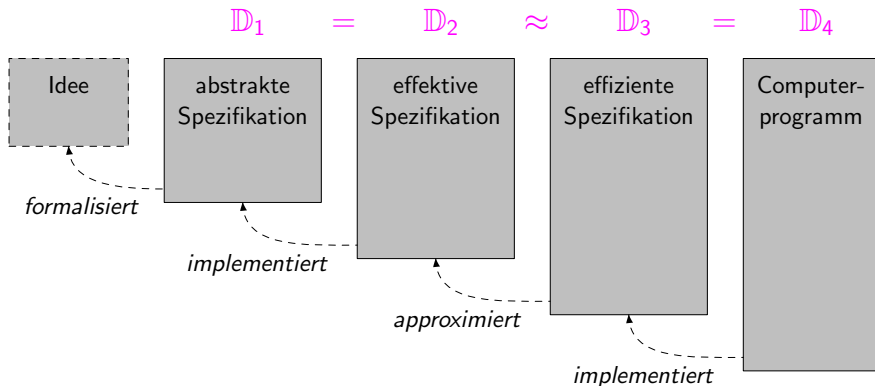 𝔻1 = 𝔻2 ≈ 𝔻3 = 𝔻4
Idee
abstrakte
Spezifikation
effektive
Spezifikation
effiziente
Spezifikation
Computer-
programm
formalisiert
implementiert
approximiert
implementiert